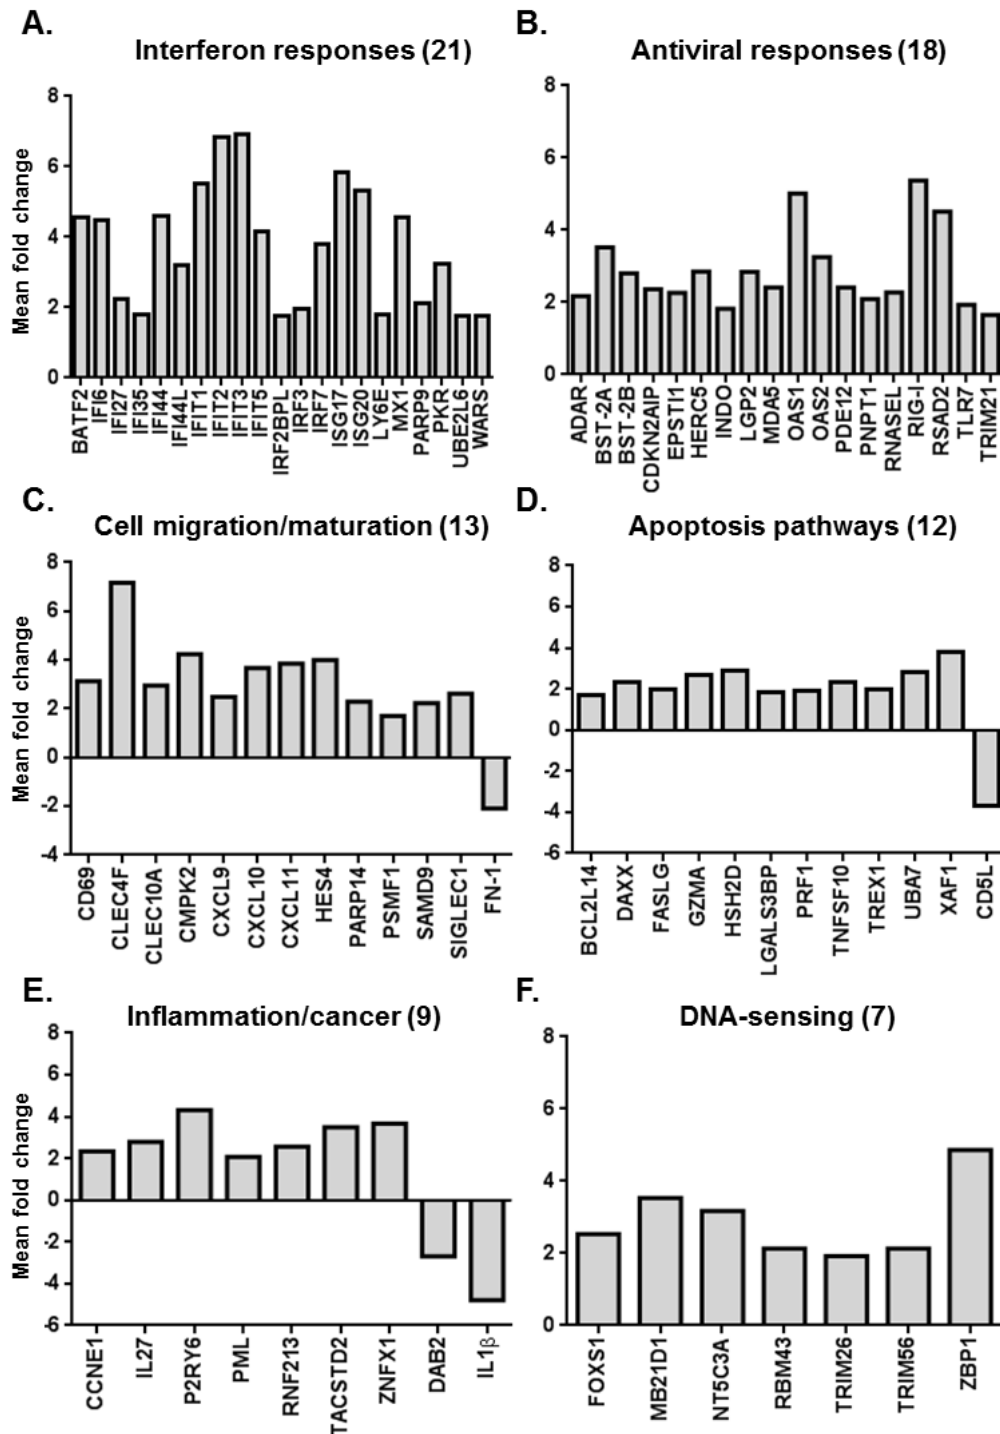 A.
Interferon responses (21)
Mean fold change
8
6
4
2
0
BATF2
IFI6
IFI27
IFI35
IFI44
IFI44L
IFIT1
IFIT2
IFIT3
IFIT5
IRF2BPL
IRF3
IRF7
ISG17
ISG20
LY6E
MX1
PARP9
PKR
UBE2L6
WARS
B.
Antiviral responses (18)
8
6
4
2
0
ADAR
BST-2A
BST-2B
CDKN2AIP
EPSTI1
HERC5
INDO
LGP2
MDA5
OAS1
OAS2
PDE12
PNPT1
RNASEL
RIG-I
RSAD2
TLR7
TRIM21
C.
Cell migration/maturation (13)
Mean fold change
8
6
4
2
0
-2
-4
CD69
CLEC4F
CLEC10A
CMPK2
CXCL9
CXCL10
CXCL11
HES4
PARP14
PSMF1
SAMD9
SIGLEC1
FN-1
D.
Apoptosis pathways (12)
8
6
4
2
0
-2
-4
-6
BCL2L14
DAXX
FASLG
GZMA
HSH2D
LGALS3BP
PRF1
TNFSF10
TREX1
UBA7
XAF1
CD5L
E.
Inflammation/cancer (9)
Mean fold change
8
6
4
2
0
-2
-4
-6
CCNE1
IL27
P2RY6
PML
RNF213
TACSTD2
ZNFX1
DAB2
IL1β
F.
DNA-sensing (7)
8
6
4
2
0
FOXS1
MB21D1
NT5C3A
RBM43
TRIM26
TRIM56
ZBP1